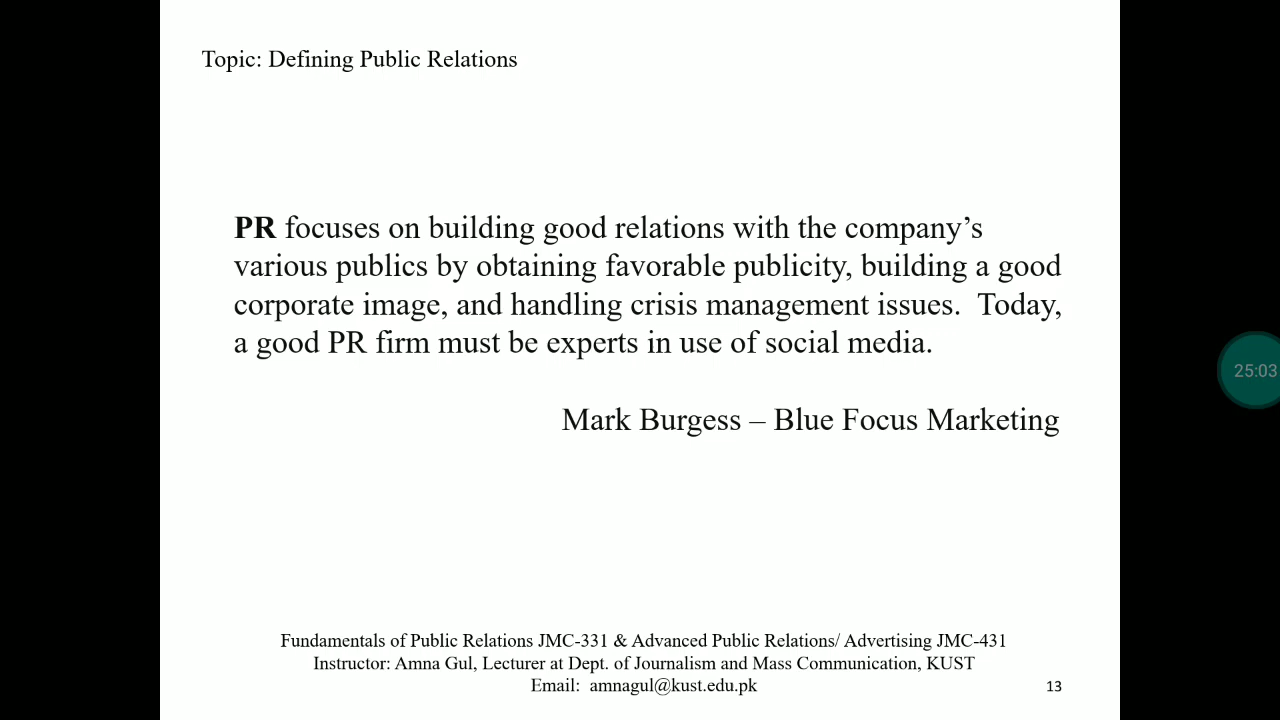 Topic: Defining Public Relations
PR focuses on building good relations with the company’s
various publics by obtaining favorable publicity, building a good
corporate image, and handling crisis management issues.  Today,
a good PR firm must be experts in use of social media.
Mark Burgess – Blue Focus Marketing
25:03
Fundamentals of Public Relations JMC-331 & Advanced Public Relations/ Advertising JMC-431
Instructor: Amna Gul, Lecturer at Dept. of Journalism and Mass Communication, KUST
Email:  amnagul@kust.edu.pk
13